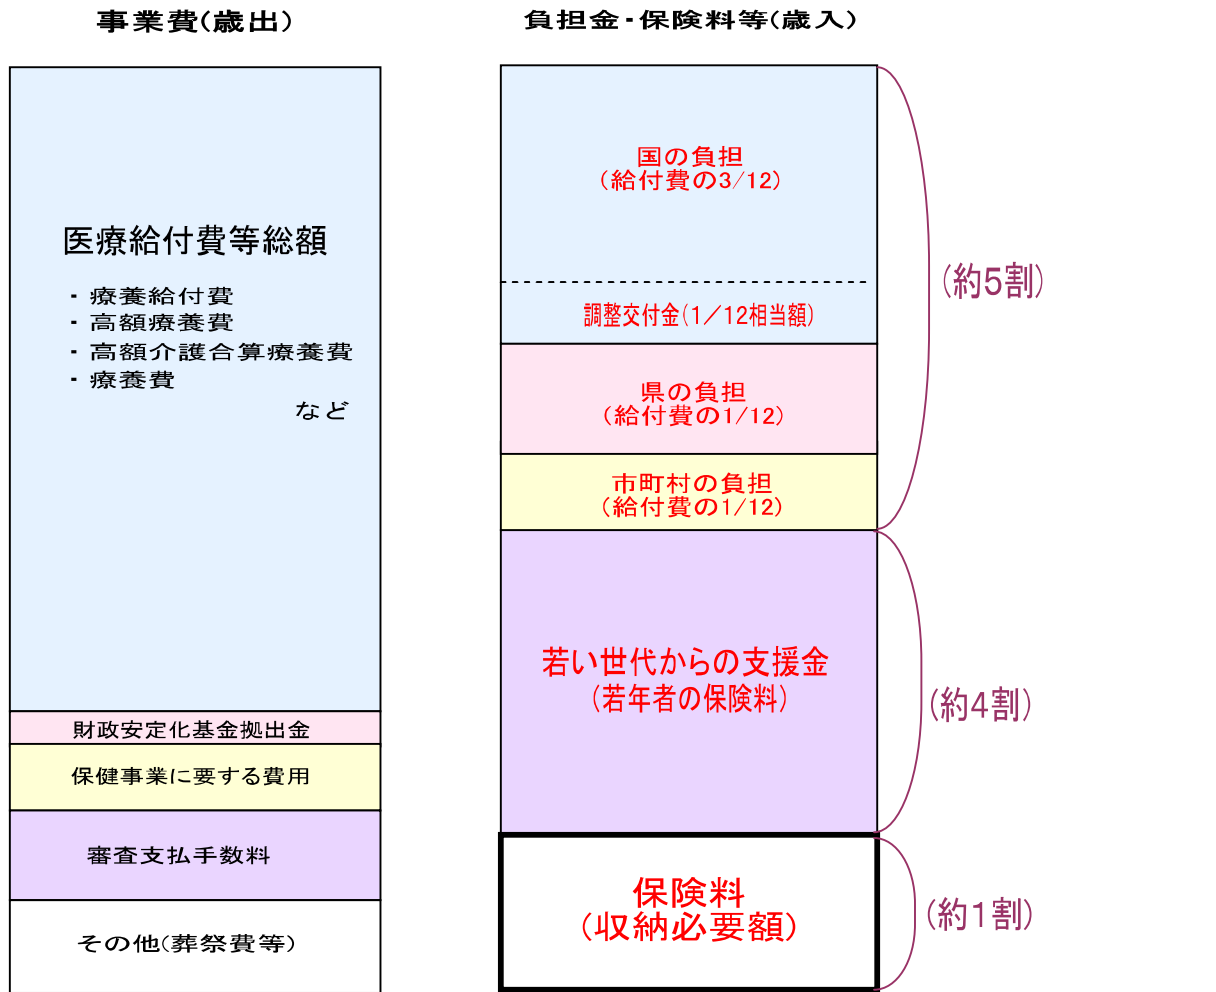 事業費(歳出)
医療給付費等総額
・療養給付費
・高額療養費
・高額介護合算療養費
・療養費
など
財政安定化基金拠出金
保健事業に要する費用
審査支払手数料
その他(葬祭費等)
負担金・保険料等(歳入)
国の負担
(給付費の3/12)
調整交付金(1/12相当額)
県の負担
(給付費の1/12)
市町村の負担
(給付費の1/12)
(約5割)
若い世代からの支援金
(若年者の保険料)
(約4割)
保険料
(収納必要額)
(約1割)